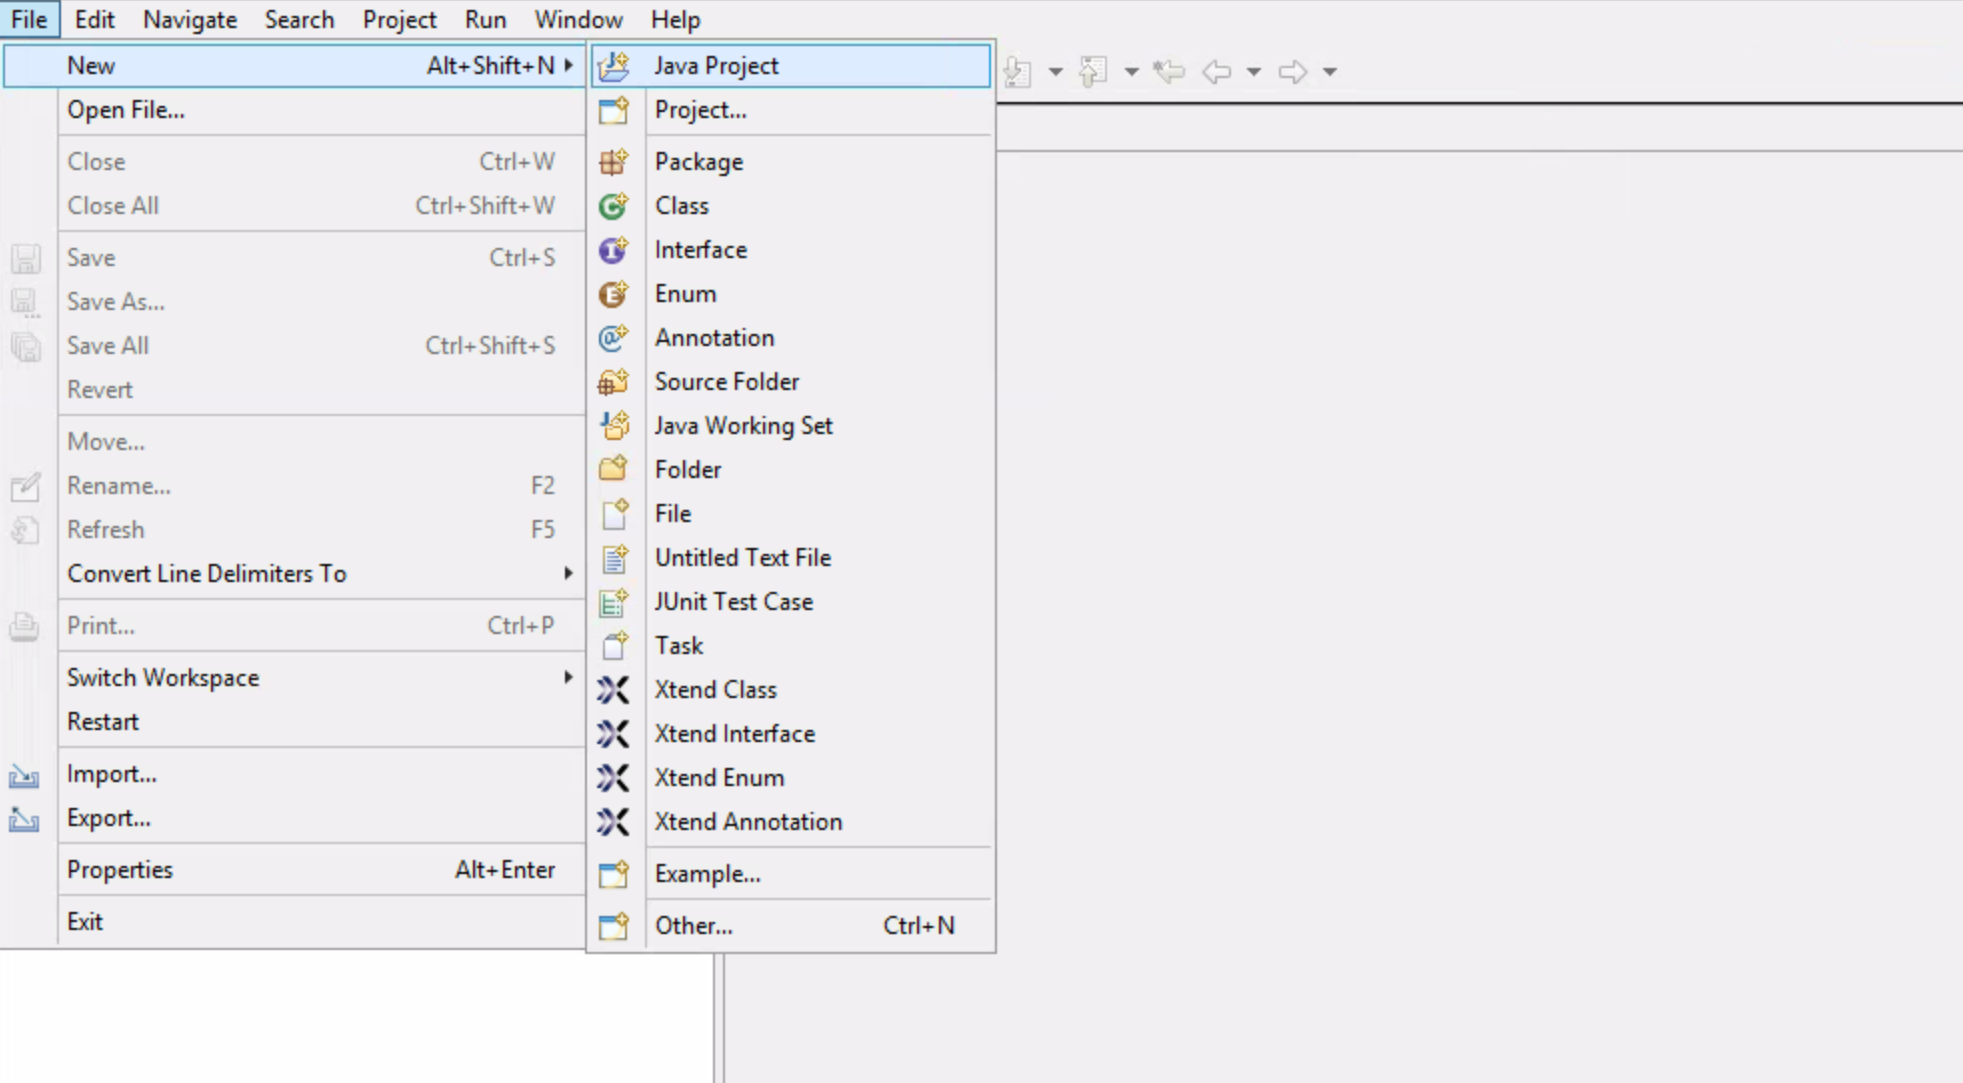 File Edit Navigate Search Project Run Window Help
New Alt+Shift+N
Open File...
Close Ctrl+W
Close All Ctrl+Shift+W
Save Ctrl+S
Save As...
Save All Ctrl+Shift+S
Revert
Move...
Rename... F2
Refresh F5
Convert Line Delimiters To
Print... Ctrl+P
Switch Workspace
Restart
Import...
Export...
Properties Alt+Enter
Exit
Java Project
Project...
Package
Class
Interface
Enum
Annotation
Source Folder
Java Working Set
Folder
File
Untitled Text File
JUnit Test Case
Task
Xtend Class
Xtend Interface
Xtend Enum
Xtend Annotation
Example...
Other... Ctrl+N